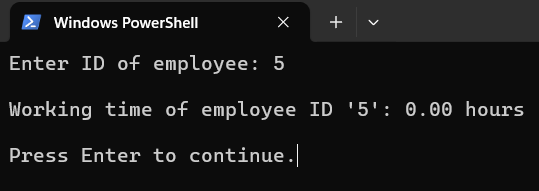 Windows PowerShell
Enter ID of employee: 5
Working time of employee ID '5': 0.00 hours
Press Enter to continue.